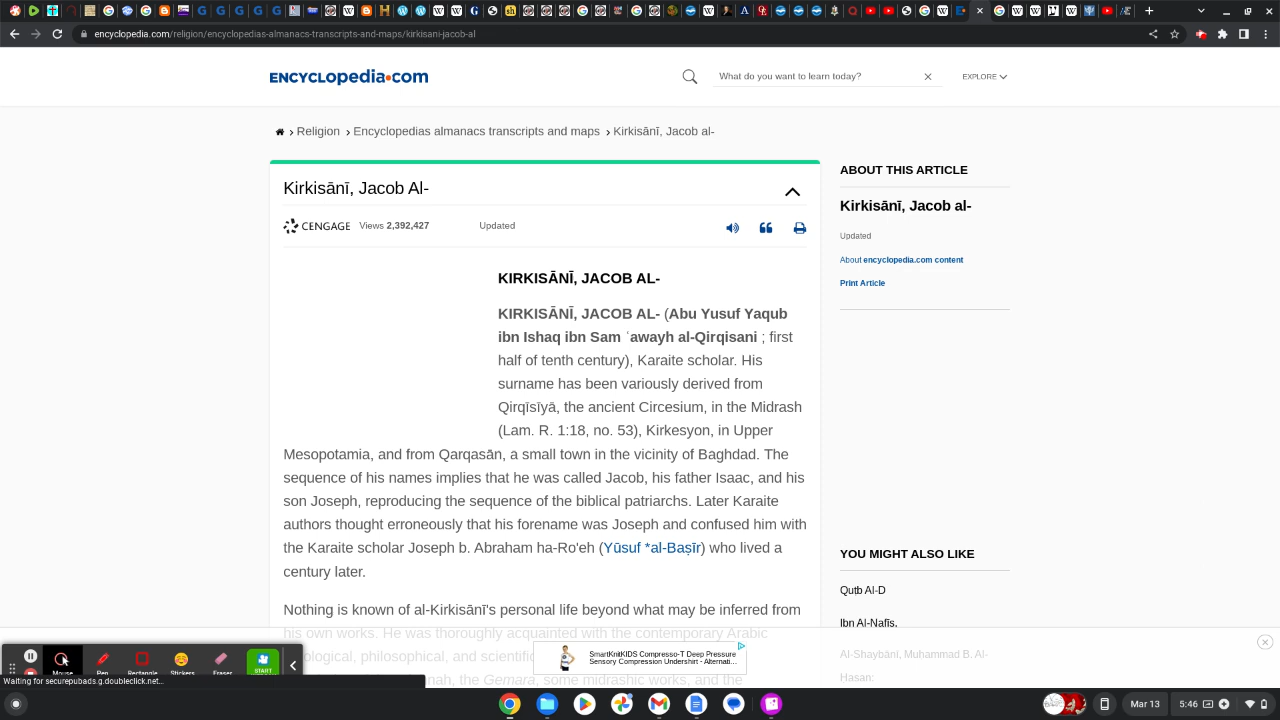 encyclopedia.com/religion/encyclopedias-almanacs-transcripts-and-maps/kirkisani-jacob-al
ENCYCLOPedia.com
What do you want to learn today?
EXPLORE
Religion
Encyclopedias almanacs transcripts and maps
Kirkisānī, Jacob al-
Kirkisānī, Jacob Al-
CENGAGE
Views 2,392,427
Updated
KIRKISĀNĪ, JACOB AL-
KIRKISĀNĪ, JACOB AL- (Abu Yusuf Yaqub
ibn Ishaq ibn Sam ʿawayh al-Qirqisani ; first
half of tenth century), Karaite scholar. His
surname has been variously derived from
Qirqīsīyā, the ancient Circesium, in the Midrash
(Lam. R. 1:18, no. 53), Kirkesyon, in Upper
Mesopotamia, and from Qarqasān, a small town in the vicinity of Baghdad. The
sequence of his names implies that he was called Jacob, his father Isaac, and his
son Joseph, reproducing the sequence of the biblical patriarchs. Later Karaite
authors thought erroneously that his forename was Joseph and confused him with
the Karaite scholar Joseph b. Abraham ha-Ro'eh (Yūsuf *al-Baṣīr) who lived a
century later.
Nothing is known of al-Kirkisānī's personal life beyond what may be inferred from
his own works. He was thoroughly acquainted with the contemporary Arabic
philosophical, and scientif
nah, the Gemara, some midrashic works, and the
ABOUT THIS ARTICLE
Kirkisānī, Jacob al-
Updated
About encyclopedia.com content
Print Article
YOU MIGHT ALSO LIKE
Quṭb Al-D
Ibn Al-Nafīs,
Al-Shaybānī, Muhammad B. Al-
Hasan:
SmartKnitKIDS Compresso-T Deep Pressure
Sensory Compression Undershirt - Alternati...
Mouse
Pen
Rectangle
Stickers
Eraser
START
Waiting for securepubads.g.doubleclick.net...
Mar 13
5:46